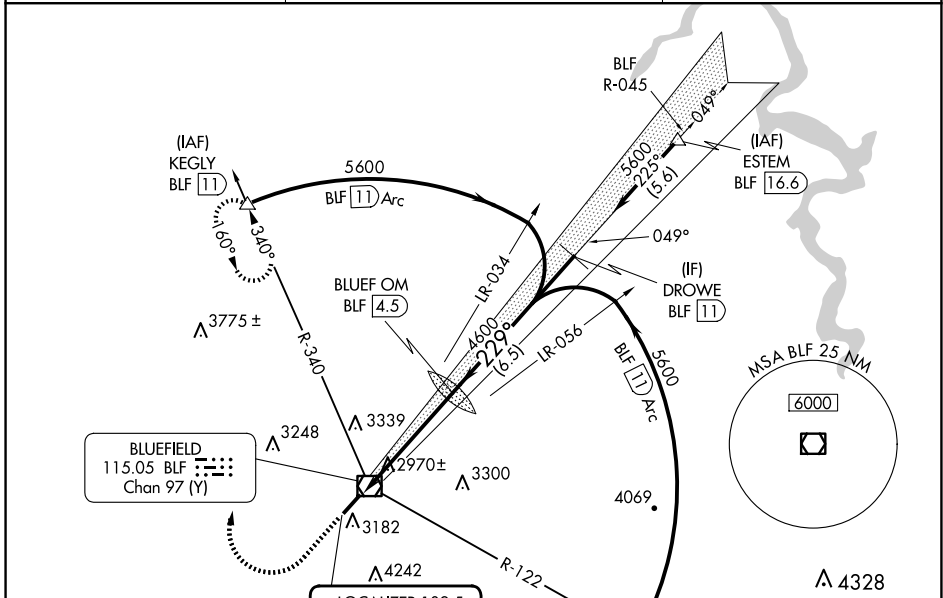 BLF
R-045
049°
(IAF)
ESTEM
BLF 16.6
(IAF)
KEGLY
BLF 11
5600
BLF 11 Arc
5600
225°
(5.6)
340°
160°
LR-034
049°
(IF)
DROWE
BLF 11
BLUEF OM
BLF 4.5
4600
229°
(6.5)
LR-056
3775 ±
R-340
5600
BLF 11 Arc
MSA BLF 25 NM
6000
3339
3248
BLUEFIELD
115.05 BLF
Chan 97 (Y)
2970±
3300
4069
3182
R-122
4242
4328